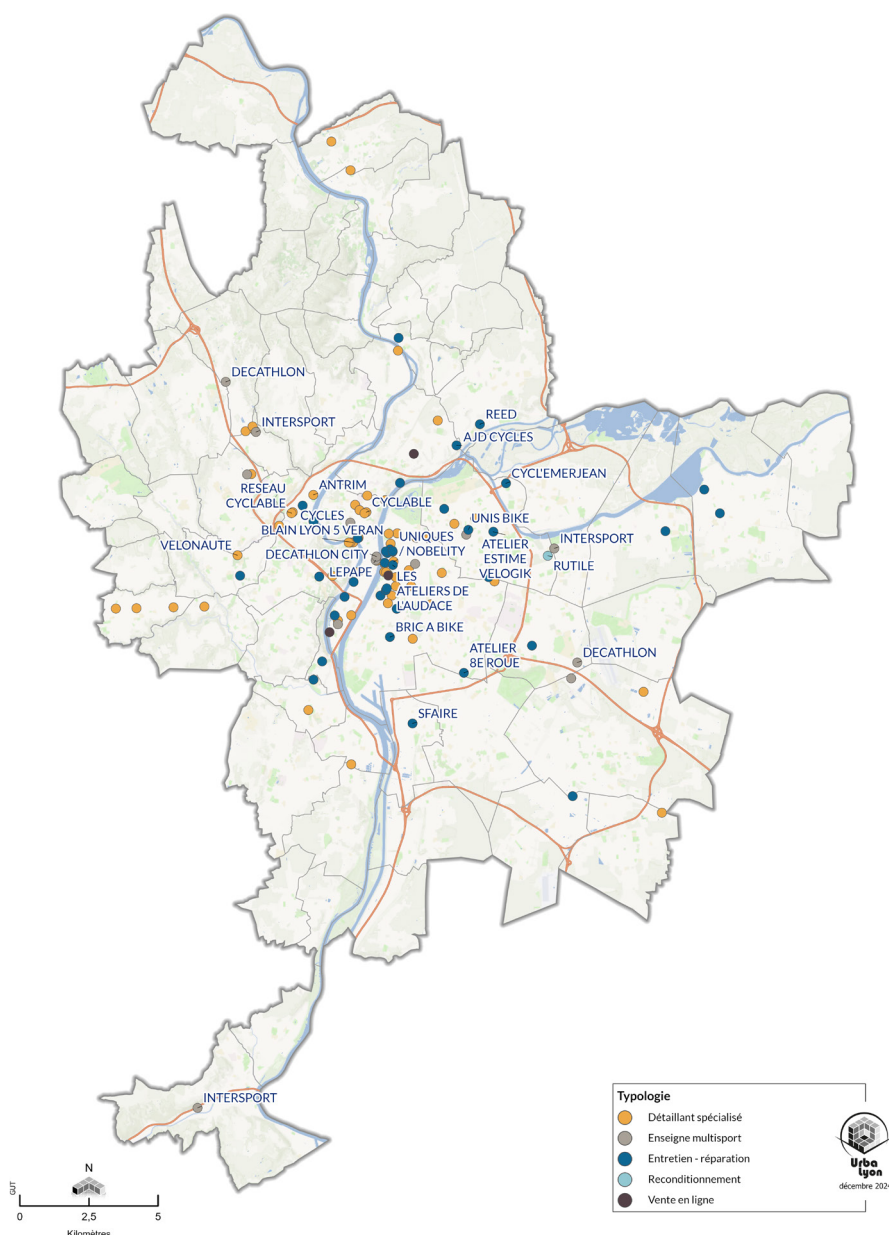 DECATHLON
INTERSPORT
REED
AJD CYCLES
RESEAU
CYCLABLE
ANTRIM
CYCLABLE
CYCL'EMERJEAN
CYCLES
BLAIN LYON 5 VERAN
UNIS BIKE
VELONAUTE
DECATHLON CITY
UNIQUES
/ NOBELITY
ATELIER
ESTIME
VELOGIK
INTERSPORT
RUTILE
LEPAPE
LES
ATELIERS DE
L'AUDACE
BRIC A BIKE
ATELIER
8E ROUE
DECATHLON
SFAIRE
INTERSPORT
Typologie
Détaillant spécialisé
Enseigne multisport
Entretien - réparation
Reconditionnement
Vente en ligne
Urba
Lyon
décembre 2024
N
GUT
0 2,5 5
Kilomètres